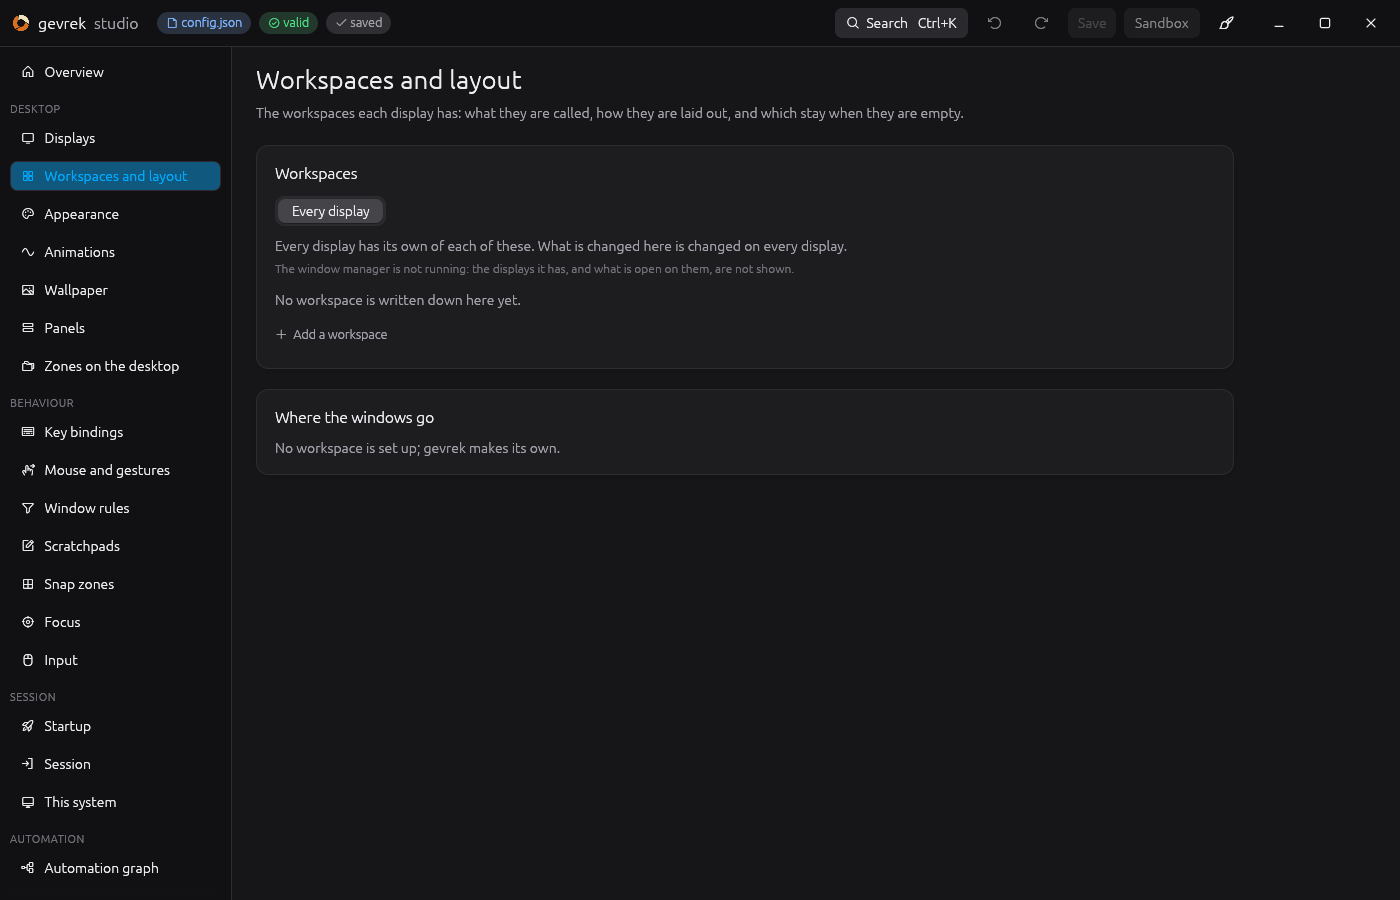 gevrek studio
config.json
valid
saved
Search Ctrl+K
Save
Sandbox
Overview
DESKTOP
Displays
Workspaces and layout
Appearance
Animations
Wallpaper
Panels
Zones on the desktop
BEHAVIOUR
Key bindings
Mouse and gestures
Window rules
Scratchpads
Snap zones
Focus
Input
SESSION
Startup
Session
This system
AUTOMATION
Automation graph
Workspaces and layout
The workspaces each display has: what they are called, how they are laid out, and which stay when they are empty.
Workspaces
Every display
Every display has its own of each of these. What is changed here is changed on every display.
The window manager is not running: the displays it has, and what is open on them, are not shown.
No workspace is written down here yet.
Add a workspace
Where the windows go
No workspace is set up; gevrek makes its own.